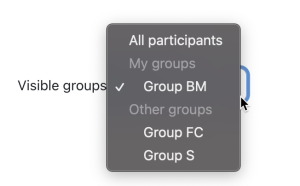 All participants
My groups
Visible groups ✓ Group BM
Other groups
Group FC
Group S